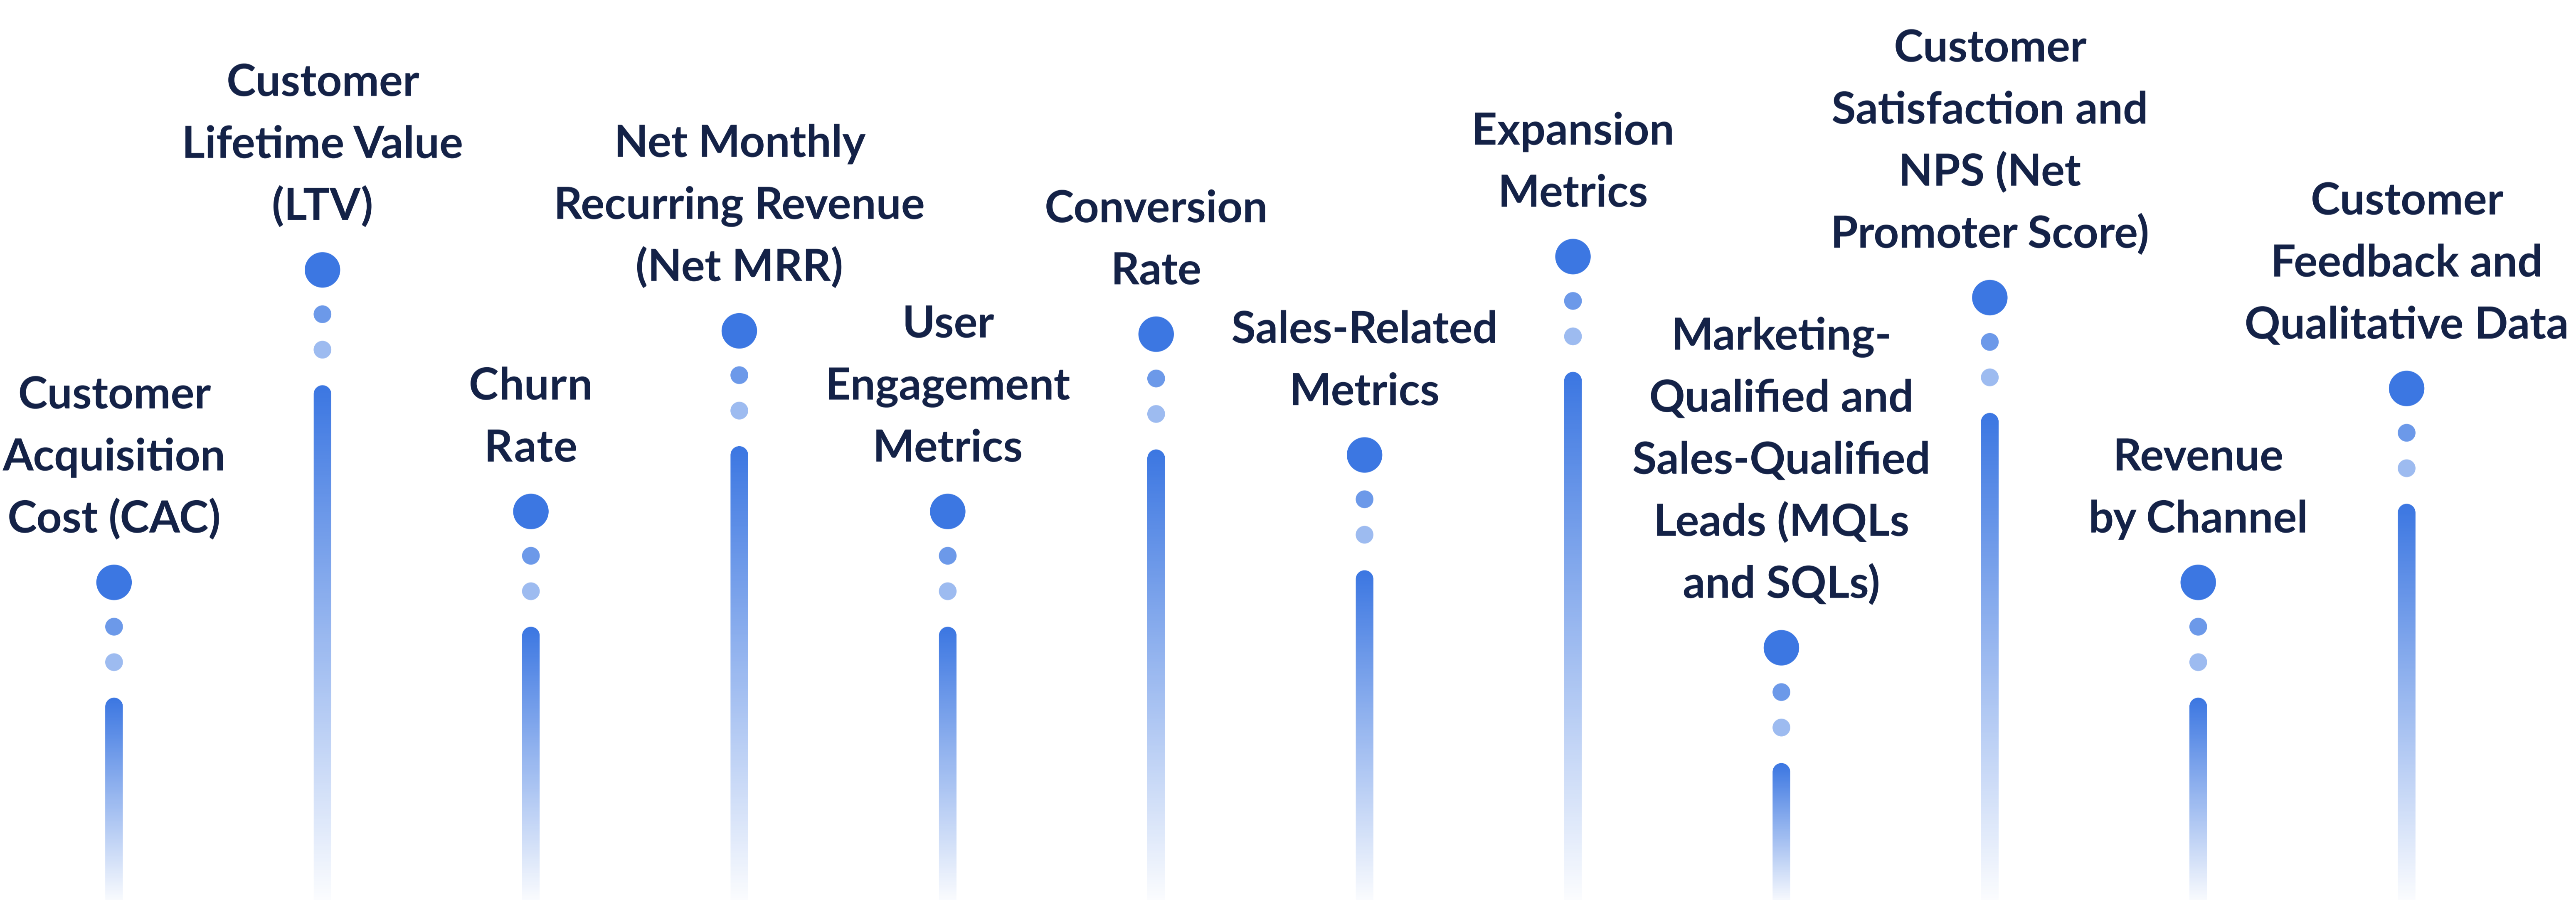 Customer
Acquisition
Cost (CAC)
Customer
Lifetime Value
(LTV)
Churn
Rate
Net Monthly
Recurring Revenue
(Net MRR)
User
Engagement
Metrics
Conversion
Rate
Sales-Related
Metrics
Expansion
Metrics
Marketing-
Qualified and
Sales-Qualified
Leads (MQLs
and SQLs)
Customer
Satisfaction and
NPS (Net
Promoter Score)
Revenue
by Channel
Customer
Feedback and
Qualitative Data